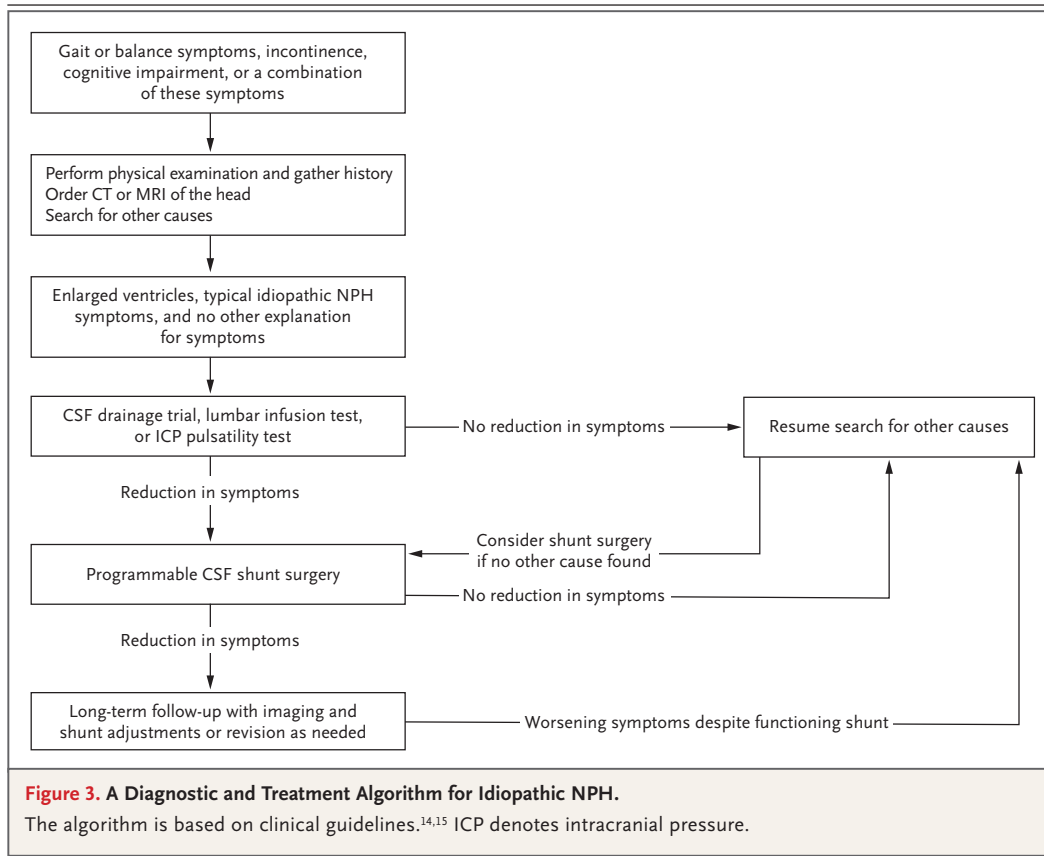 Gait or balance symptoms, incontinence,
cognitive impairment, or a combination
of these symptoms
Perform physical examination and gather history
Order CT or MRI of the head
Search for other causes
Enlarged ventricles, typical idiopathic NPH
symptoms, and no other explanation
for symptoms
CSF drainage trial, lumbar infusion test,
or ICP pulsatility test
No reduction in symptoms
Resume search for other causes
Reduction in symptoms
Consider shunt surgery
if no other cause found
Programmable CSF shunt surgery
No reduction in symptoms
Reduction in symptoms
Long-term follow-up with imaging and
shunt adjustments or revision as needed
Worsening symptoms despite functioning shunt
Figure 3. A Diagnostic and Treatment Algorithm for Idiopathic NPH.
The algorithm is based on clinical guidelines.14,15 ICP denotes intracranial pressure.